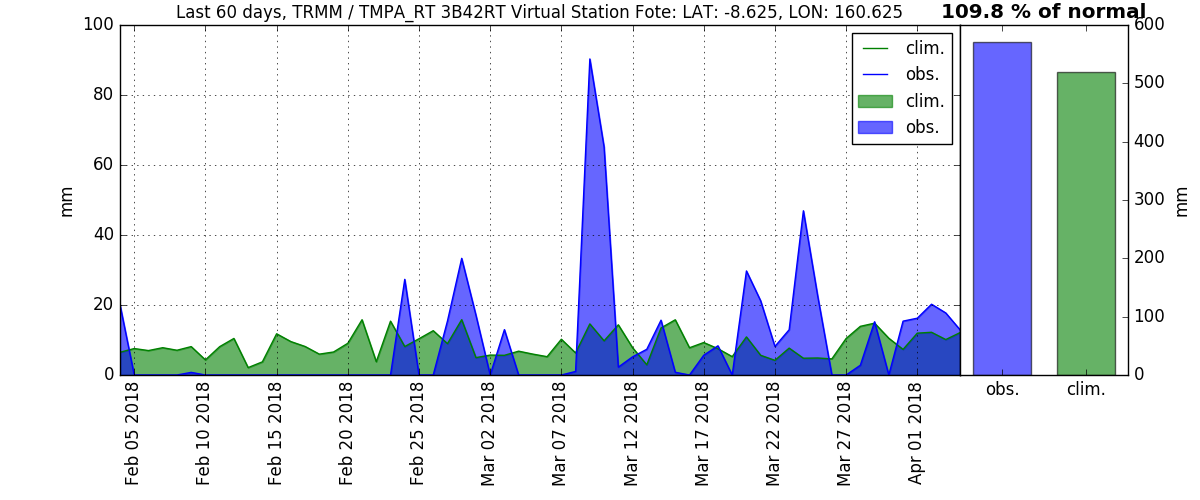 Last 60 days, TRMM / TMPA_RT 3B42RT Virtual Station Fote: LAT: -8.625, LON: 160.625
109.8 % of normal
100
80
60
40
20
0
mm
clim.
obs.
clim.
obs.
600
500
400
300
200
100
0
mm
obs.
clim.
Feb 05 2018
Feb 10 2018
Feb 15 2018
Feb 20 2018
Feb 25 2018
Mar 02 2018
Mar 07 2018
Mar 12 2018
Mar 17 2018
Mar 22 2018
Mar 27 2018
Apr 01 2018